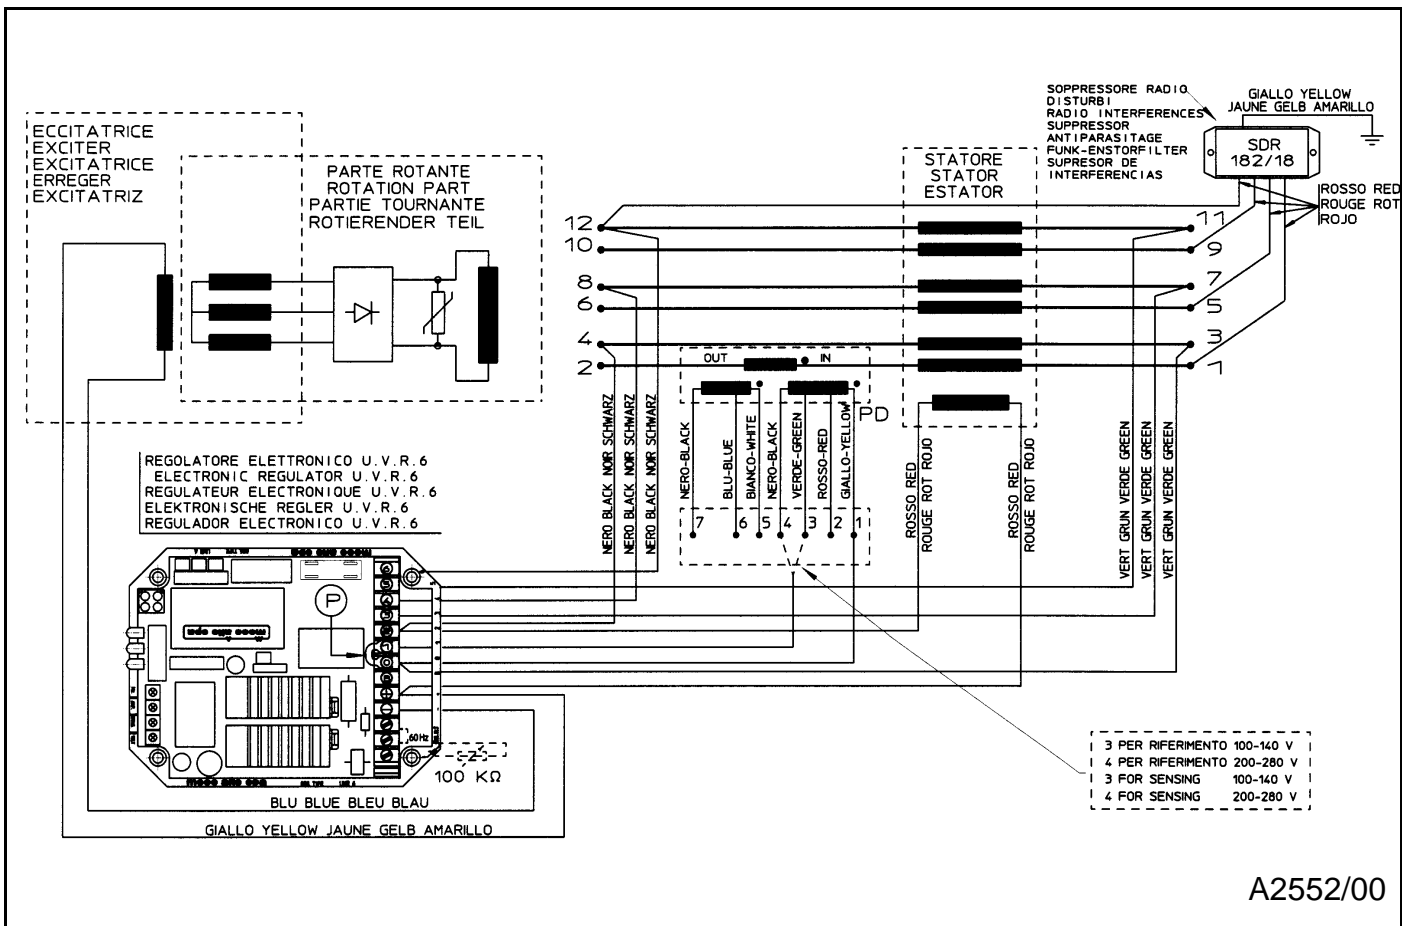 SOPPRESSORE RADIO
DISTURBI
RADIO INTERFERENCES
SUPPRESSOR
ANTIPARASITAGE
FUNK-ENSTORFILTER
SUPRESOR DE
INTERFERENCIAS
GIALLO YELLOW
JAUNE GELB AMARILLO
SDR
182/18
ROSSO RED
ROUGE ROT
ROJO
ECCITATRICE
EXCITER
EXCITATRICE
ERREGER
EXCITATRIZ
PARTE ROTANTE
ROTATION PART
PARTIE TOURNANTE
ROTIERENDER TEIL
STATORE
STATOR
ESTATOR
12
10
8
6
4
2
11
9
7
5
3
1
OUT
IN
PD
NERO BLACK NOIR SCHWARZ
NERO BLACK NOIR SCHWARZ
NERO BLACK NOIR SCHWARZ
NERO-BLACK
BLU-BLUE
BIANCO-WHITE
NERO-BLACK
VERDE-GREEN
ROSSO-RED
GIALLO-YELLOW
7
6
5
4
3
2
1
ROSSO RED
ROUGE ROT ROJO
ROSSO RED
ROUGE ROT ROJO
VERT GRUN VERDE GREEN
VERT GRUN VERDE GREEN
VERT GRUN VERDE GREEN
REGOLATORE ELETTRONICO U.V.R.6
ELECTRONIC REGULATOR U.V.R.6
REGULATEUR ELECTRONIQUE U.V.R.6
ELEKTRONISCHE REGLER U.V.R.6
REGULADOR ELECTRONICO U.V.R.6
P
60Hz
100 KΩ
BLU BLUE BLEU BLAU
GIALLO YELLOW JAUNE GELB AMARILLO
3 PER RIFERIMENTO 100-140 V
4 PER RIFERIMENTO 200-280 V
3 FOR SENSING 100-140 V
4 FOR SENSING 200-280 V
A2552/00